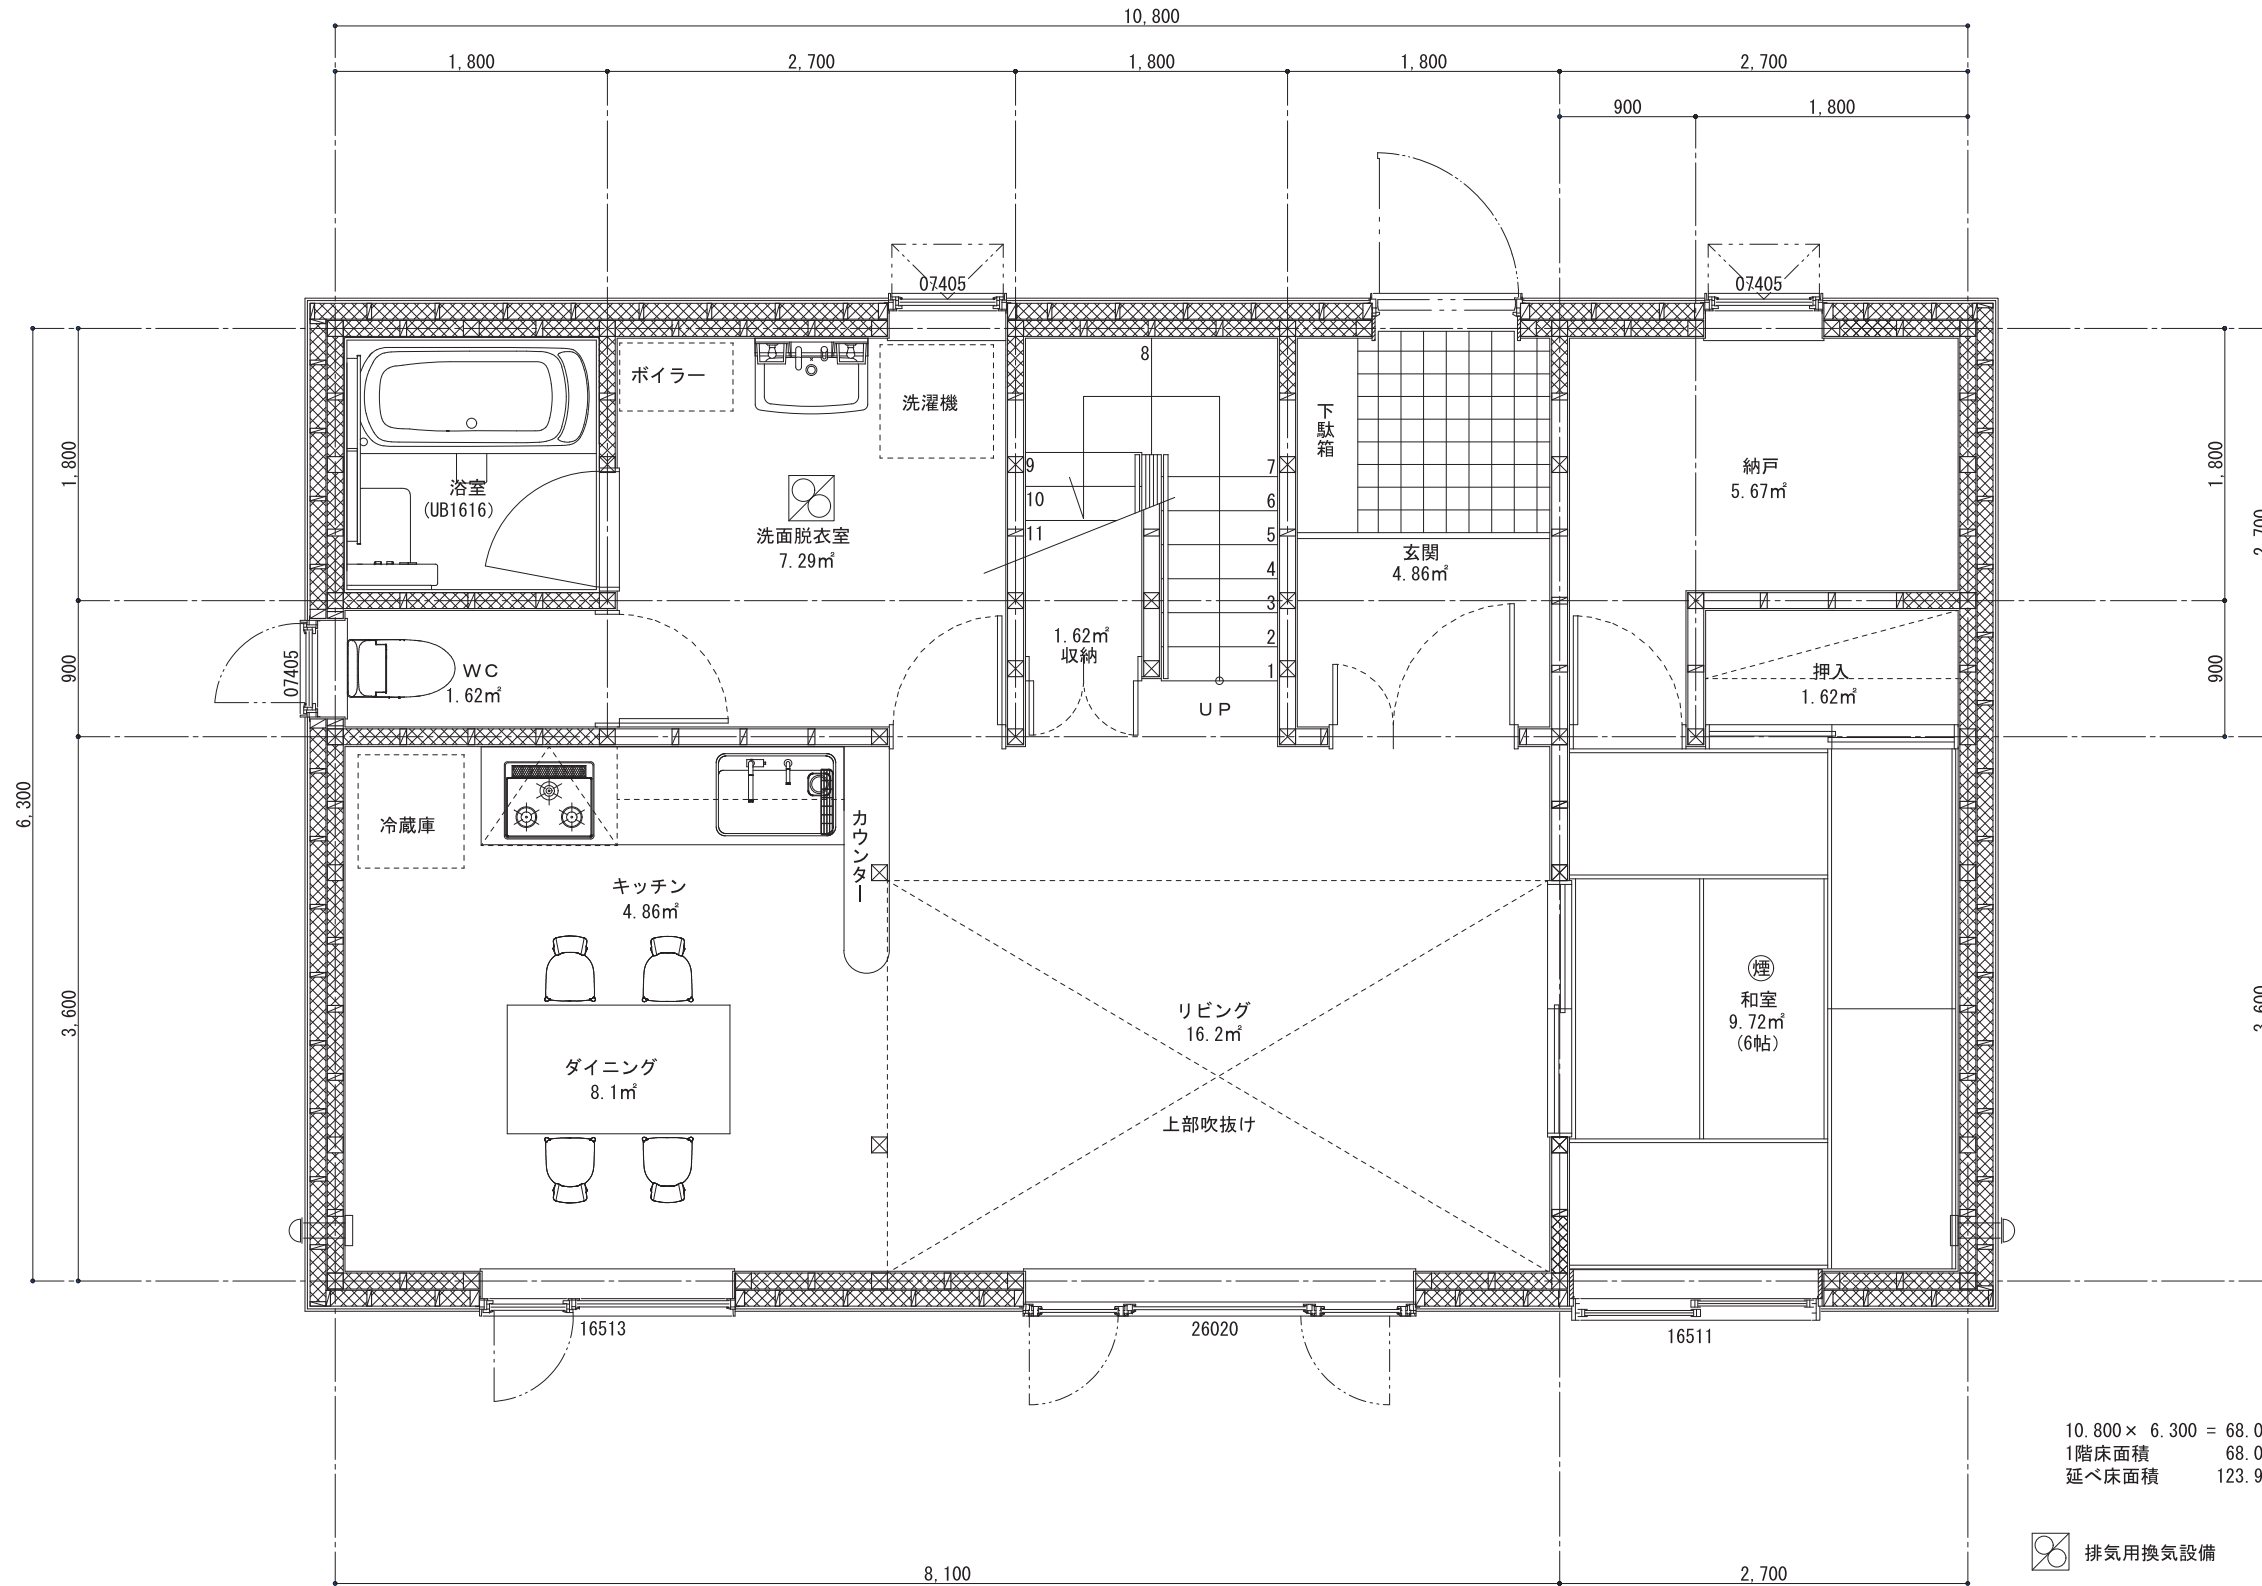 10,800
1,800
2,700
1,800
1,800
2,700
900
1,800
07405
07405
ボイラー
洗濯機
8
下駄箱
浴室
(UB1616)
洗面脱衣室
7.29㎡
9
10
11
7
6
5
4
3
2
1
玄関
4.86㎡
納戸
5.67㎡
1,800
900
3,600
6,300
1,800
900
2,700
3,600
07405
WC
1.62㎡
1.62㎡
収納
UP
押入
1.62㎡
冷蔵庫
カウンター
キッチン
4.86㎡
ダイニング
8.1㎡
リビング
16.2㎡
上部吹抜け
煙
和室
9.72㎡
(6帖)
16513
26020
16511
10.800× 6.300 = 68.0
1階床面積 68.0
延べ床面積 123.9
排気用換気設備
8,100
2,700